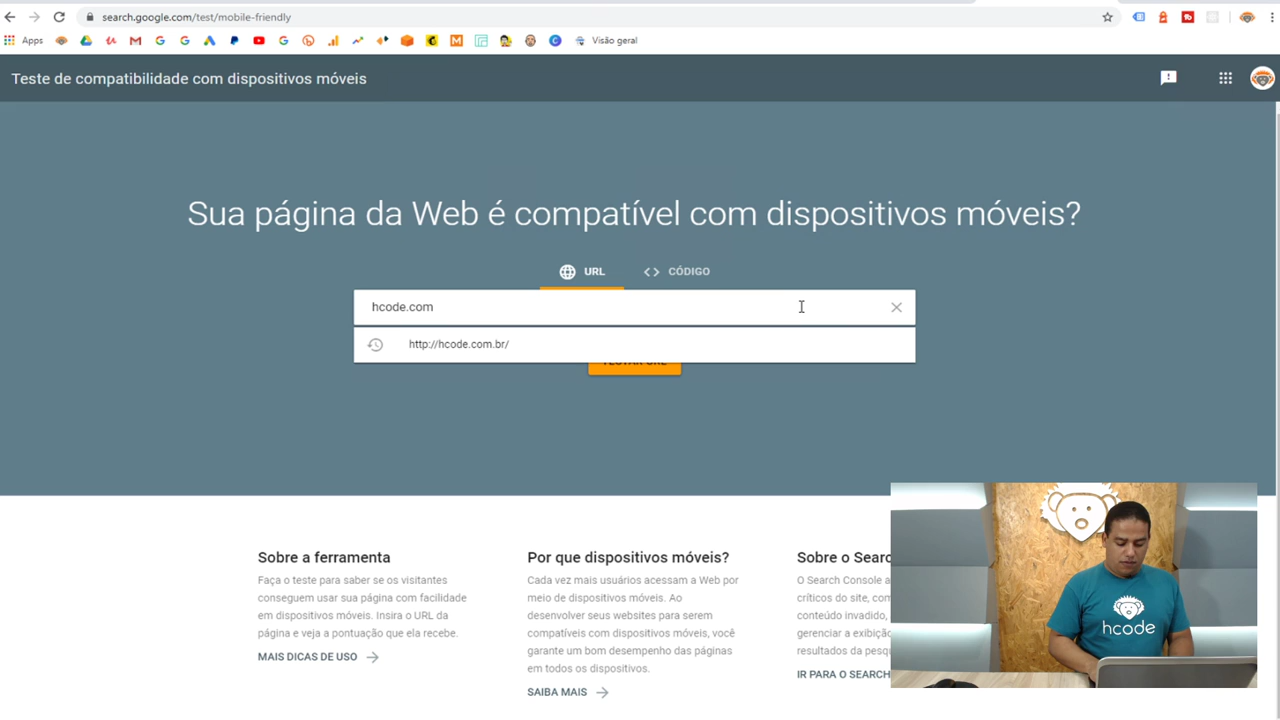 search.google.com/test/mobile-friendly
Apps
Visão geral
Teste de compatibilidade com dispositivos móveis
Sua página da Web é compatível com dispositivos móveis?
URL
CÓDIGO
hcode.com
http://hcode.com.br/
TESTAR URL
Sobre a ferramenta
Faça o teste para saber se os visitantes
conseguem usar sua página com facilidade
em dispositivos móveis. Insira o URL da
página e veja a pontuação que ela recebe.
MAIS DICAS DE USO
Por que dispositivos móveis?
Cada vez mais usuários acessam a Web por
meio de dispositivos móveis. Ao
desenvolver seus websites para serem
compatíveis com dispositivos móveis, você
garante um bom desempenho das páginas
em todos os dispositivos.
SAIBA MAIS
Sobre o Searc
O Search Console a
críticos do site, com
conteúdo invadido,
gerenciar a exibiçã
resultados da pesqu
IR PARA O SEARCH
hcode